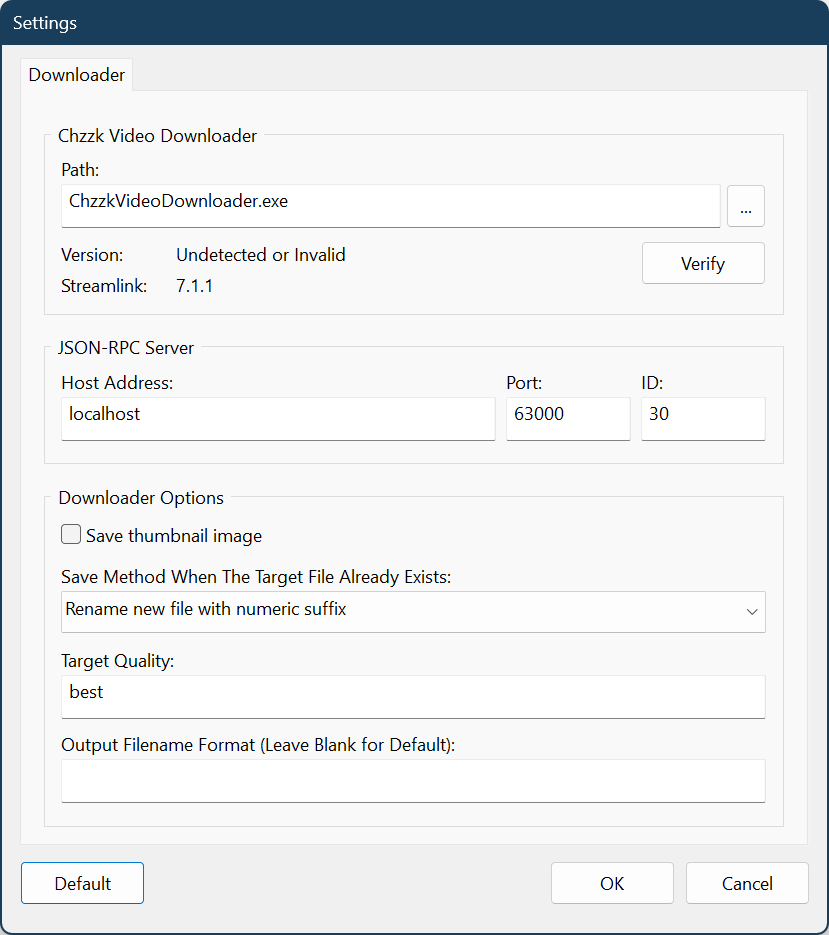 Settings
Downloader
Chzzk Video Downloader
Path:
ChzzkVideoDownloader.exe
...
Version: Undetected or Invalid
Verify
Streamlink: 7.1.1
JSON-RPC Server
Host Address: Port: ID:
localhost 63000 30
Downloader Options
Save thumbnail image
Save Method When The Target File Already Exists:
Rename new file with numeric suffix
Target Quality:
best
Output Filename Format (Leave Blank for Default):
Default OK Cancel